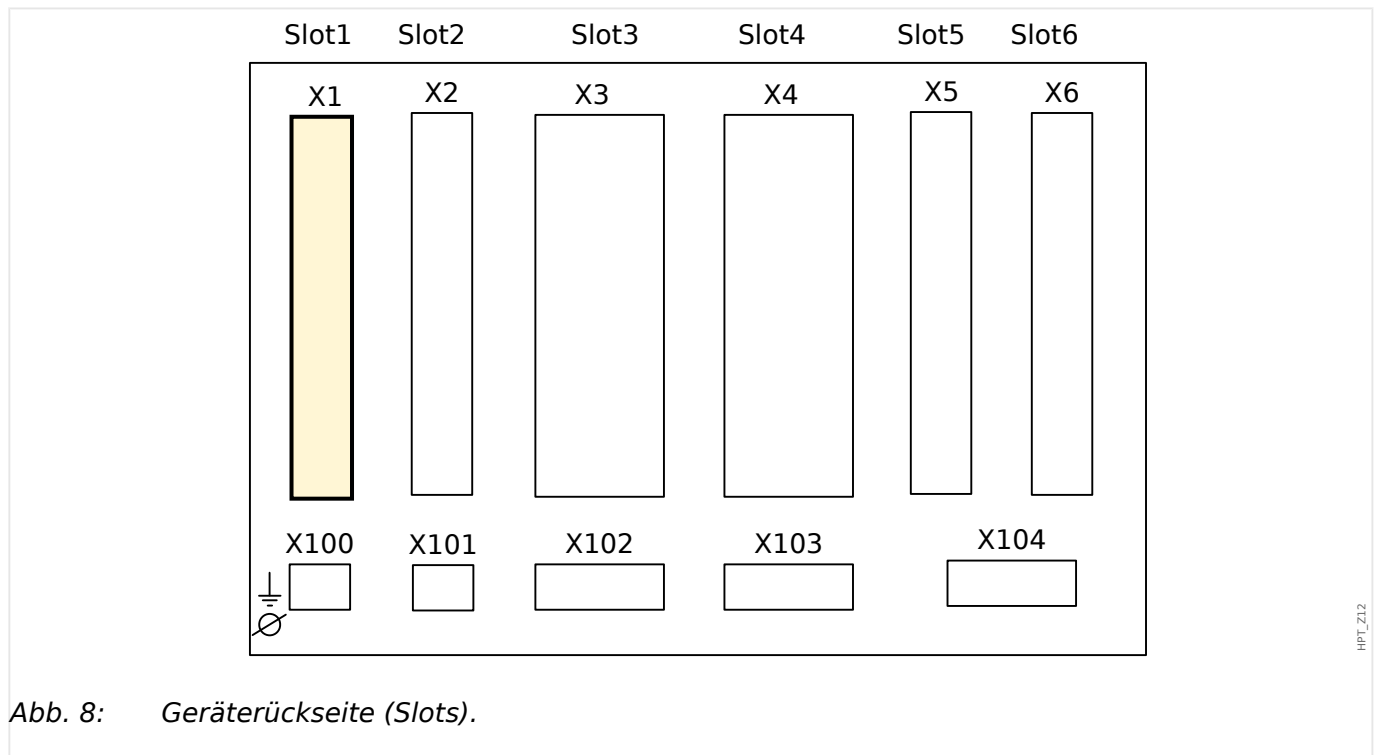 Slot1 Slot2 Slot3 Slot4 Slot5 Slot6
X1 X2 X3 X4 X5 X6
X100 X101 X102 X103 X104
HPT_Z12
Abb. 8: Geräterückseite (Slots).